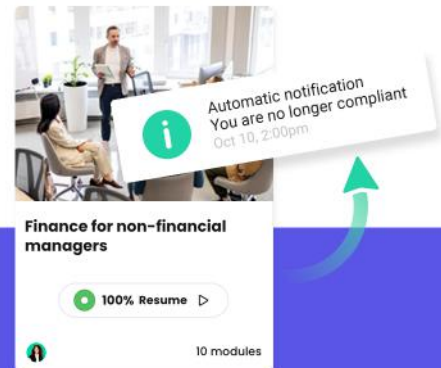 Automatic notification
You are no longer compliant
Oct 10, 2:00pm
Finance for non-financial
managers
100% Resume
10 modules